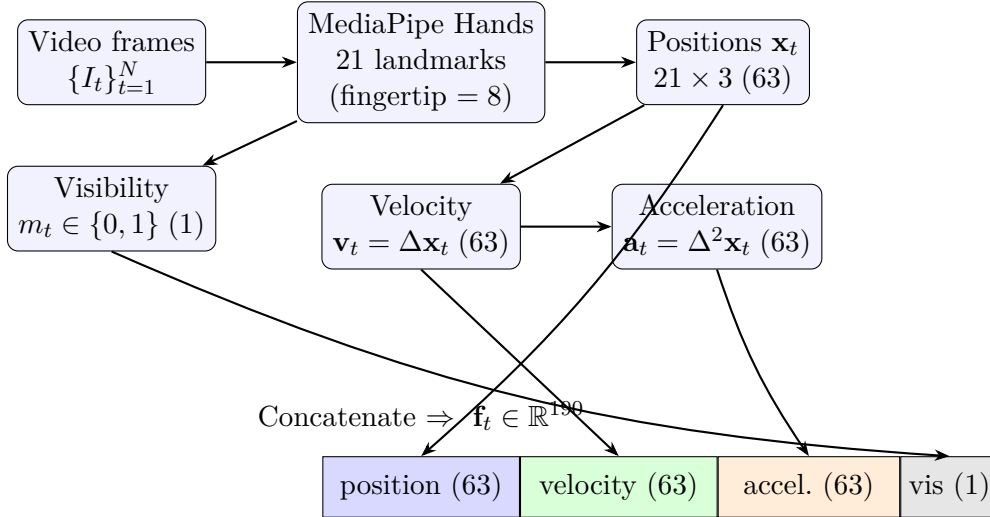 Video frames
{I_t}_{t=1}^N
MediaPipe Hands
21 landmarks
(fingertip = 8)
Positions x_t
21 × 3 (63)
Visibility
m_t ∈ {0, 1} (1)
Velocity
v_t = Δx_t (63)
Acceleration
a_t = Δ²x_t (63)
Concatenate ⇒ f_t ∈ ℝ^190
position (63)
velocity (63)
accel. (63)
vis (1)